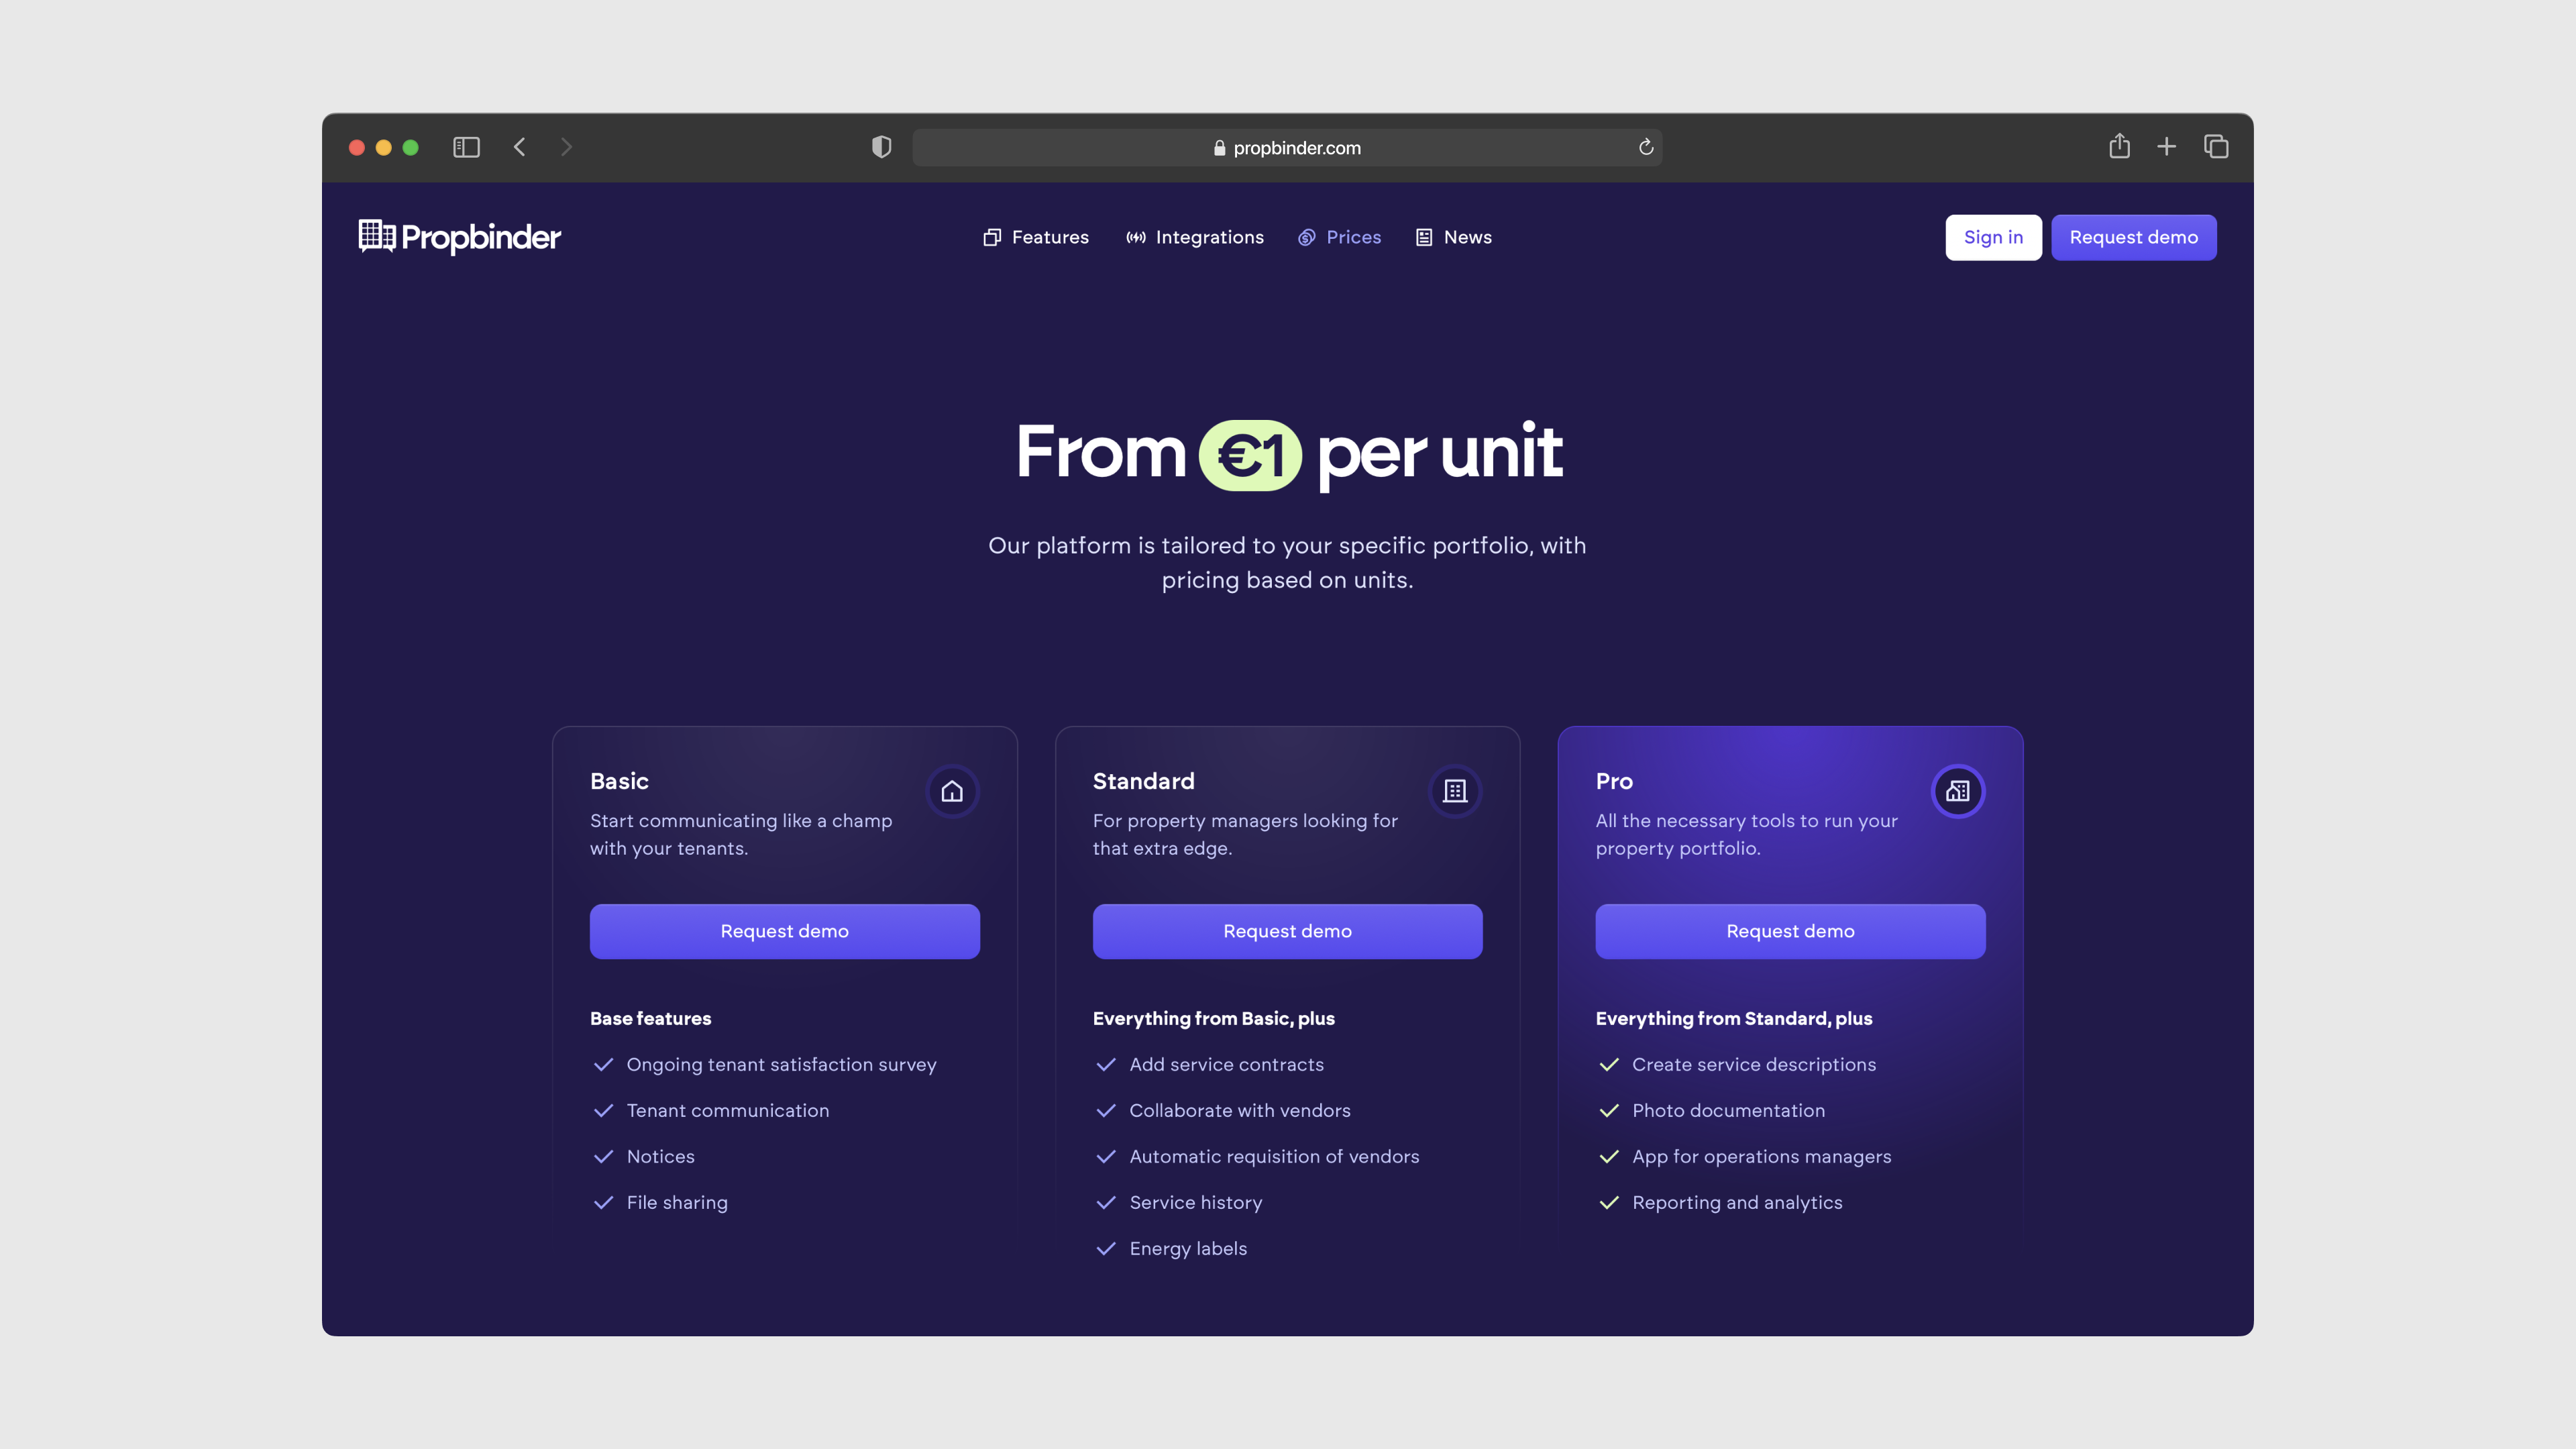 propbinder.com
Propbinder
Features
Integrations
Prices
News
Sign in
Request demo
From €1 per unit
Our platform is tailored to your specific portfolio, with
pricing based on units.
Basic
Start communicating like a champ
with your tenants.
Request demo
Base features
Ongoing tenant satisfaction survey
Tenant communication
Notices
File sharing
Standard
For property managers looking for
that extra edge.
Request demo
Everything from Basic, plus
Add service contracts
Collaborate with vendors
Automatic requisition of vendors
Service history
Energy labels
Pro
All the necessary tools to run your
property portfolio.
Request demo
Everything from Standard, plus
Create service descriptions
Photo documentation
App for operations managers
Reporting and analytics